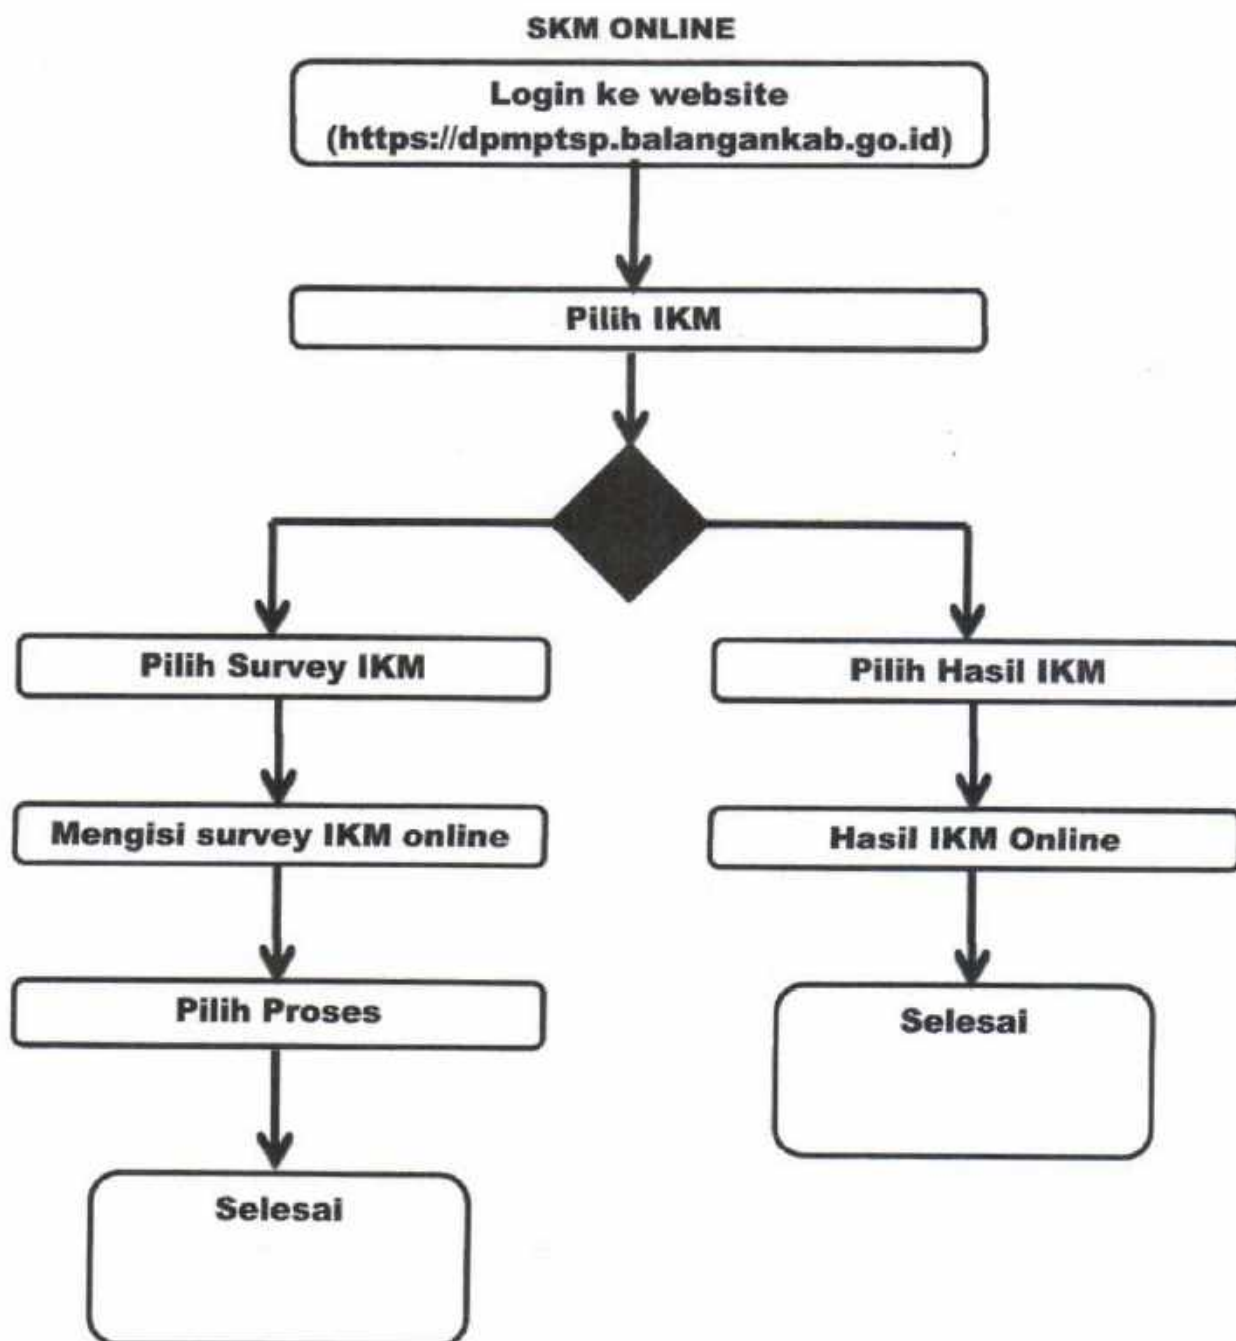 SKM ONLINE
Login ke website
(https://dpmptsp.balangankab.go.id)
Pilih IKM
Pilih Survey IKM
Pilih Hasil IKM
Mengisi survey IKM online
Hasil IKM Online
Pilih Proses
Selesai
Selesai